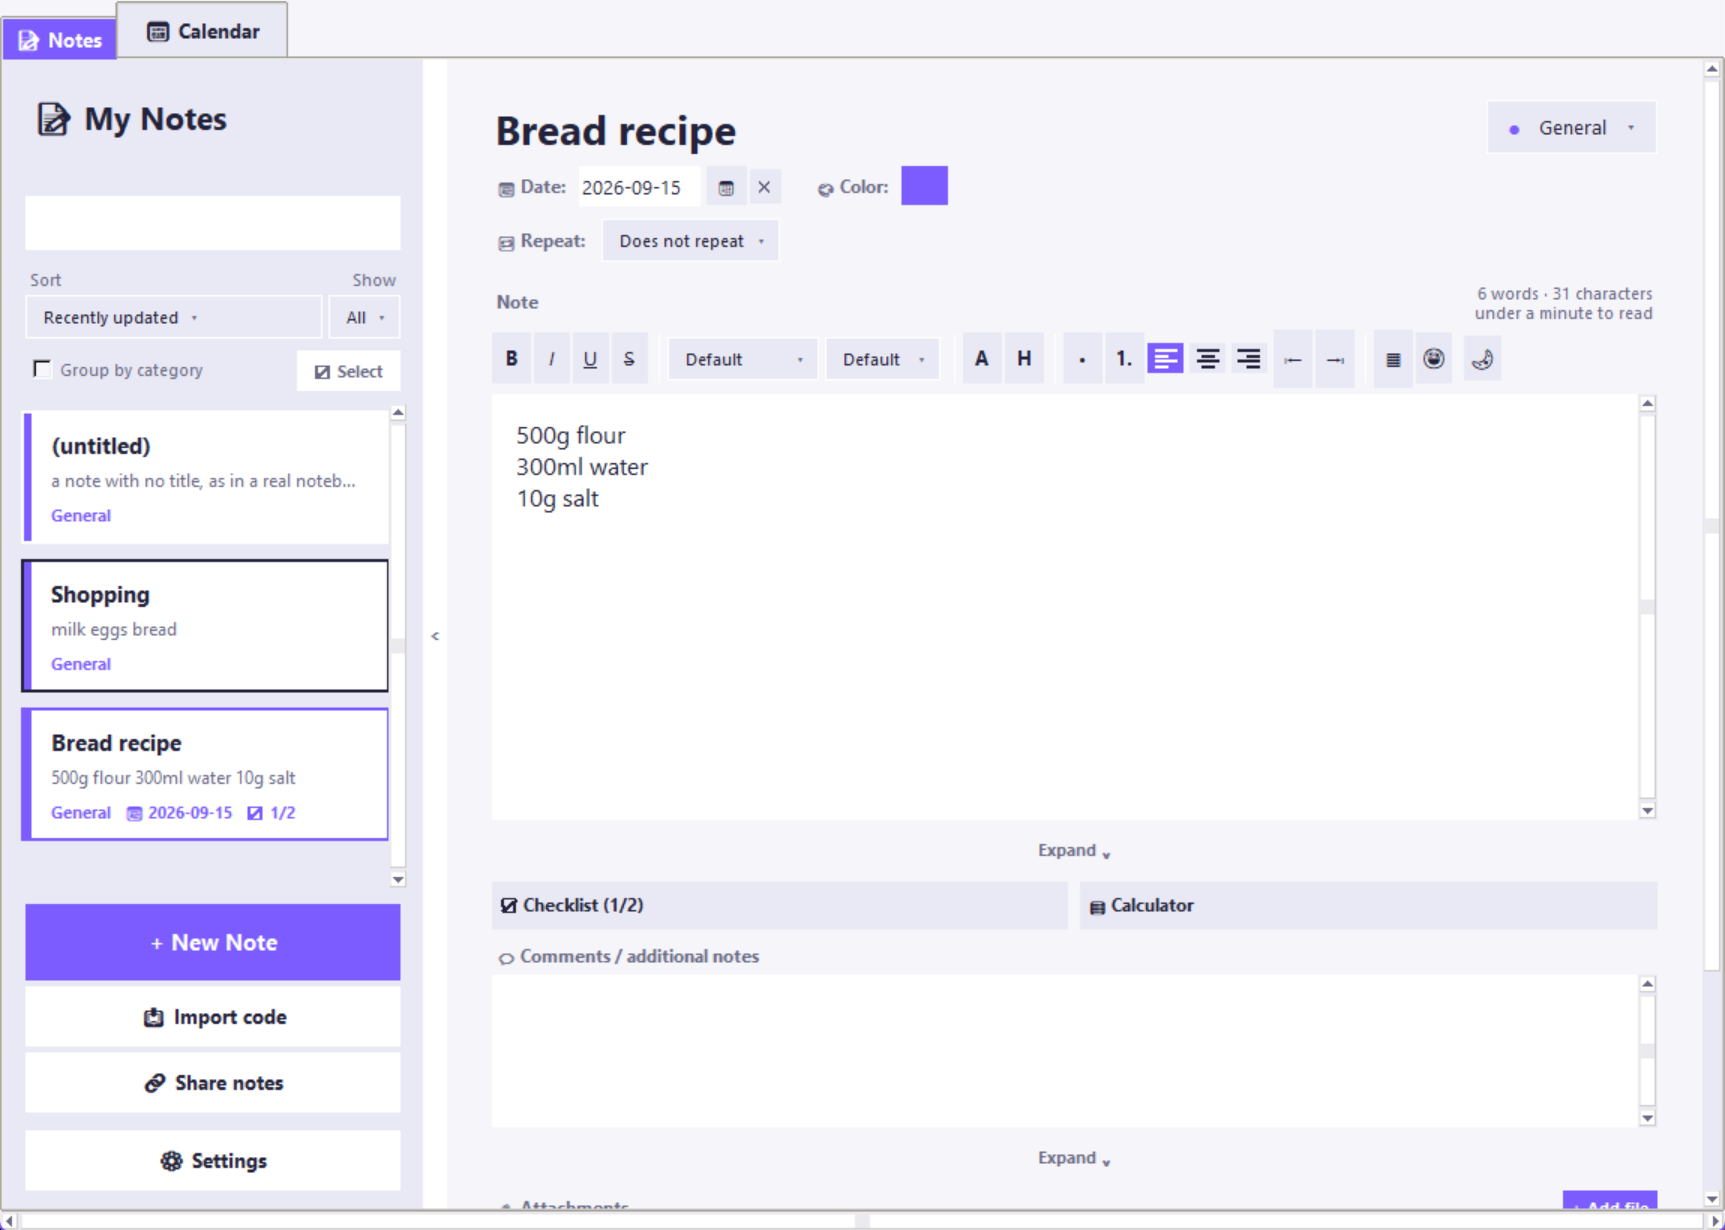 Notes
Calendar
My Notes
Sort
Show
Recently updated
All
Group by category
Select
(untitled)
a note with no title, as in a real noteb...
General
Shopping
milk eggs bread
General
Bread recipe
500g flour 300ml water 10g salt
General 2026-09-15 1/2
+ New Note
Import code
Share notes
Settings
<
Bread recipe
General
Date: 2026-09-15 × Color:
Repeat: Does not repeat
Note
6 words · 31 characters
under a minute to read
B I U S Default Default A H • 1.
500g flour
300ml water
10g salt
Expand
Checklist (1/2)
Calculator
Comments / additional notes
Expand
Attachments
+ Add file